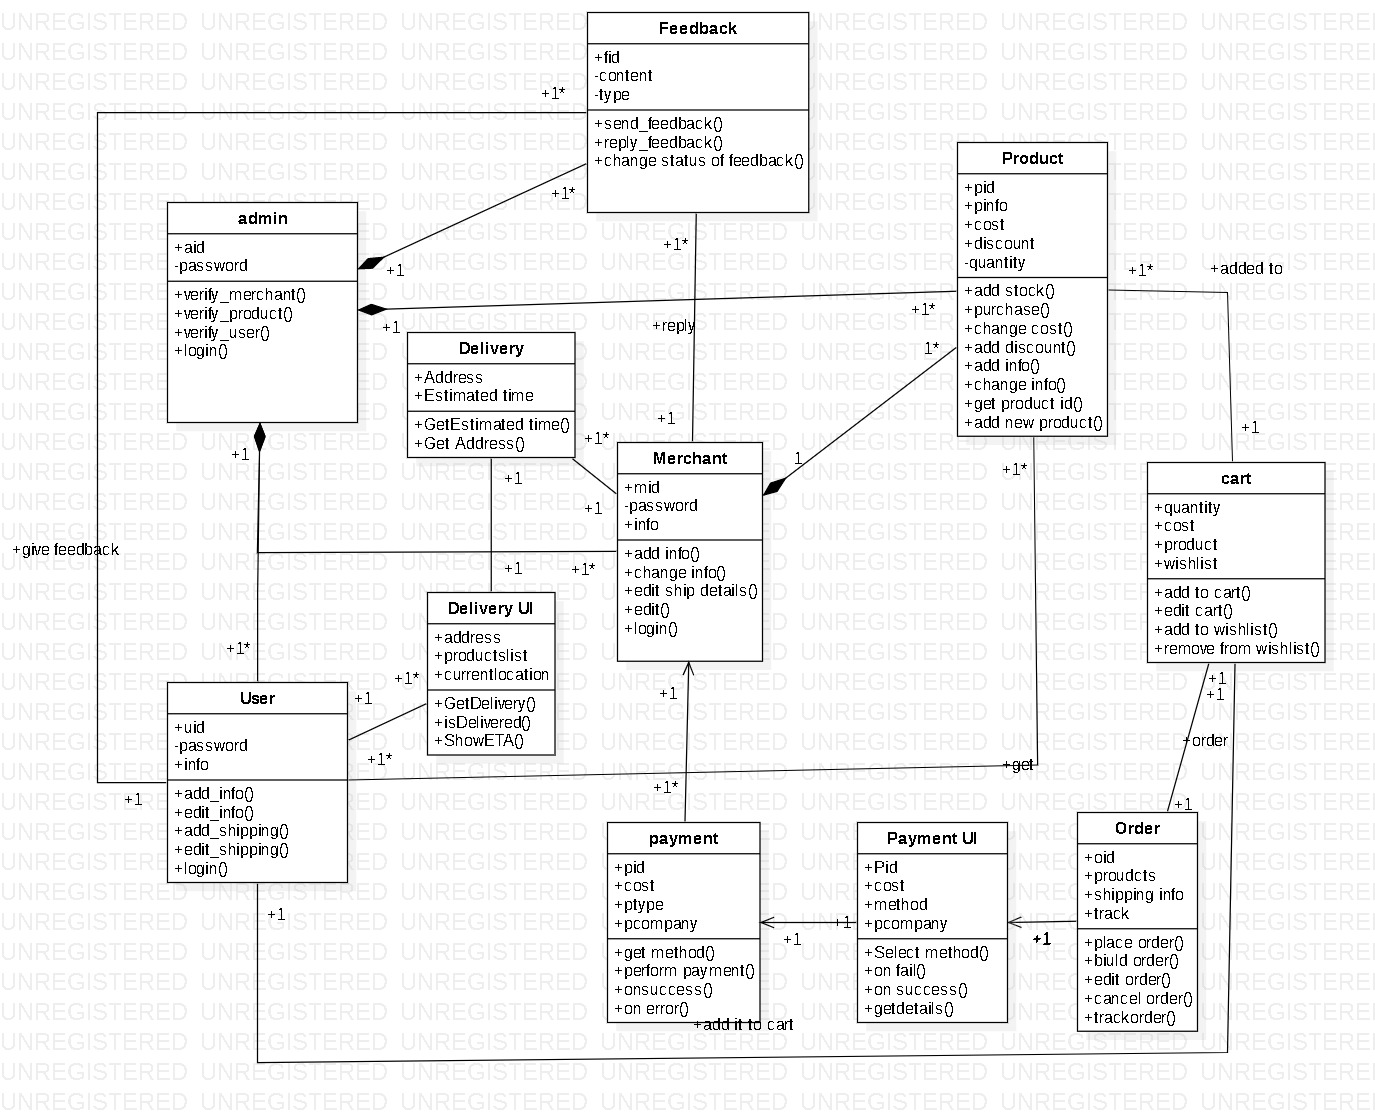 Feedback
+fid
-content
-type
+send_feedback()
+reply_feedback()
+change status of feedback()
+1*
+1*
+1*
admin
+aid
-password
+verify_merchant()
+verify_product()
+verify_user()
+login()
+1
+1
+1
Product
+pid
+pinfo
+cost
+discount
-quantity
+add stock()
+purchase()
+change cost()
+add discount()
+add info()
+change info()
+get product id()
+add new product()
+1*
+added to
+1*
1*
+1*
+reply
Delivery
+Address
+Estimated time
+GetEstimated time()
+Get Address()
+1*
+1
+1
+1
Merchant
+mid
-password
+info
+add info()
+change info()
+edit ship details()
+edit()
+login()
+1
1
+1*
+1
cart
+quantity
+cost
+product
+wishlist
+add to cart()
+edit cart()
+add to wishlist()
+remove from wishlist()
+1
+1
+1
+order
+1
+give feedback
Delivery UI
+address
+productslist
+currentlocation
+GetDelivery()
+isDelivered()
+ShowETA()
+1*
+1
+1*
+1*
User
+uid
-password
+info
+add_info()
+edit_info()
+add_shipping()
+edit_shipping()
+login()
+1
+1
+get
+1*
payment
+pid
+cost
+ptype
+pcompany
+get method()
+perform payment()
+onsuccess()
+on error()
+add it to cart
+1
+1
Payment UI
+Pid
+cost
+method
+pcompany
+Select method()
+on fail()
+on success()
+getdetails()
+1
Order
+oid
+proudcts
+shipping info
+track
+place order()
+biuld order()
+edit order()
+cancel order()
+trackorder()
UNREGISTERED